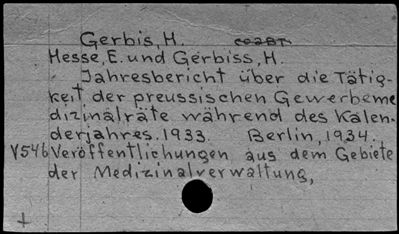 Gerbis, H.
Hesse, E. und Gerbiss, H.
Jahresbericht über die Tätig-
keit der preussischen Gewerbeme
dizinalräte während des Kalen-
derjahres. 1933. Berlin, 1934.
V546 Veröffentlichungen aus dem Gebiete
der Medizinalverwaltung,